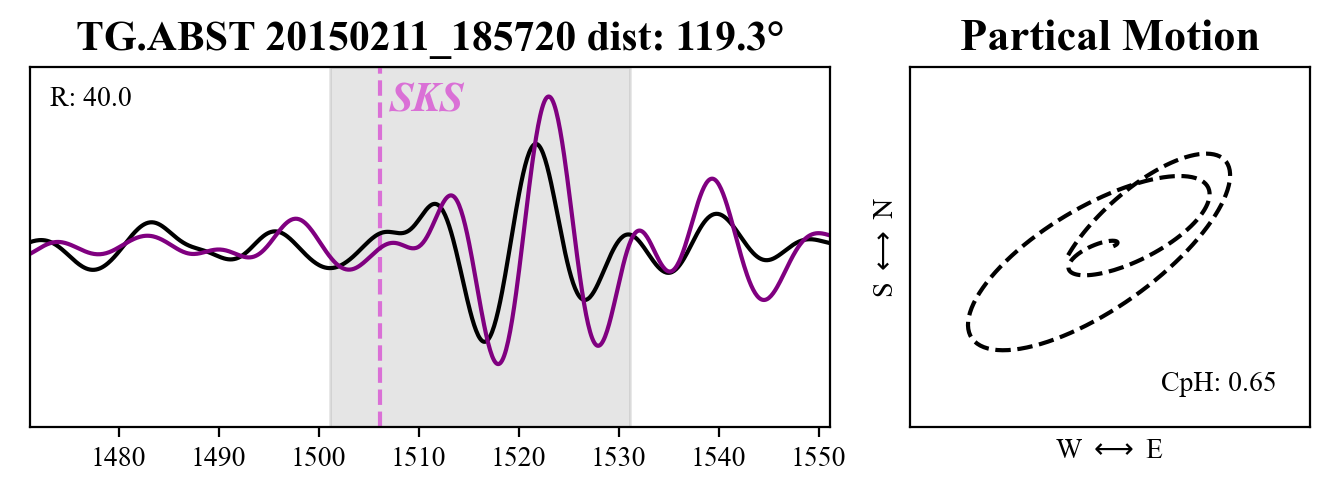 TG.ABST 20150211_185720 dist: 119.3°
Partical Motion
R: 40.0
SKS
S ⟷ N
CpH: 0.65
1480 1490 1500 1510 1520 1530 1540 1550
W ⟷ E